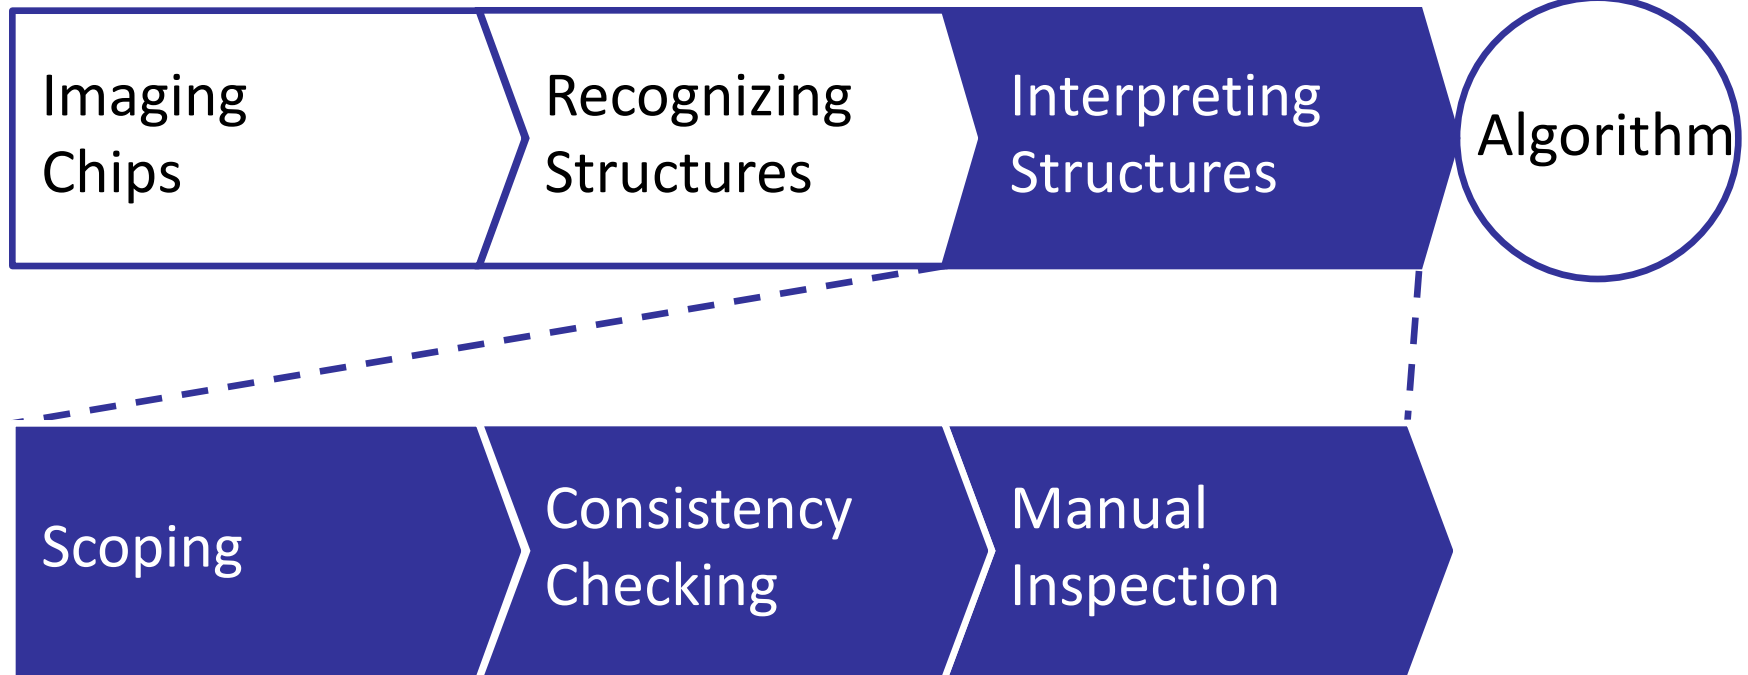 Imaging
Chips
Recognizing
Structures
Interpreting
Structures
Algorithm
Scoping
Consistency
Checking
Manual
Inspection